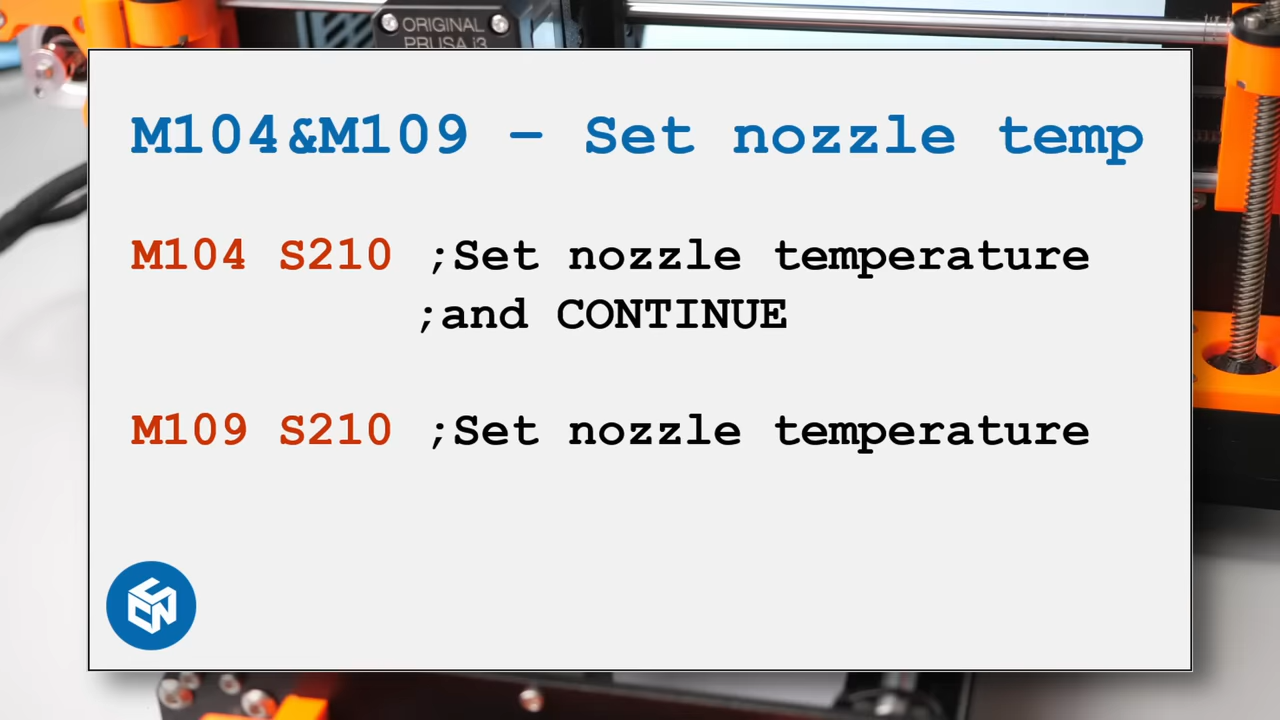 ORIGINAL
PRUSA i3
M104&M109 – Set nozzle temp
M104 S210 ;Set nozzle temperature
;and CONTINUE
M109 S210 ;Set nozzle temperature
CNC